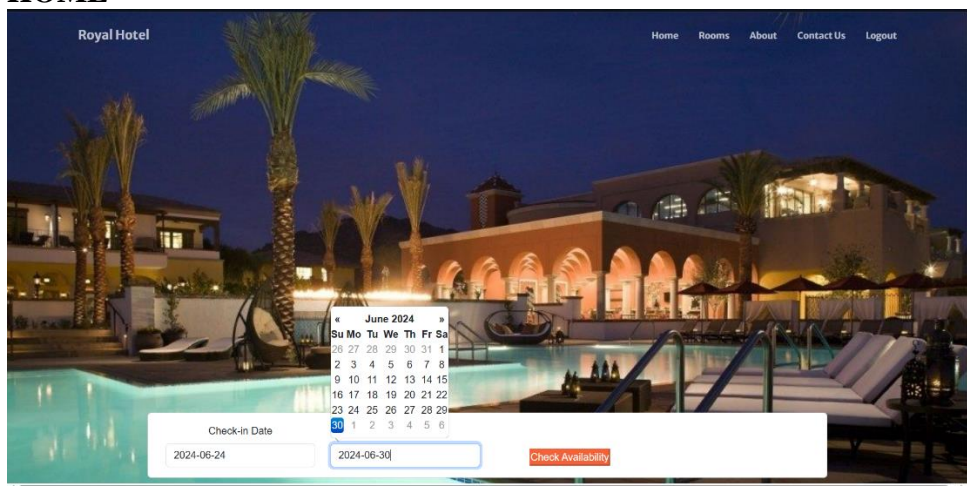 HOME
Royal Hotel
Home Rooms About Contact Us Logout
« June 2024 »
Su Mo Tu We Th Fr Sa
26 27 28 29 30 31 1
2 3 4 5 6 7 8
9 10 11 12 13 14 15
16 17 18 19 20 21 22
23 24 25 26 27 28 29
30 1 2 3 4 5 6
Check-in Date
2024-06-24
2024-06-30
Check Availability